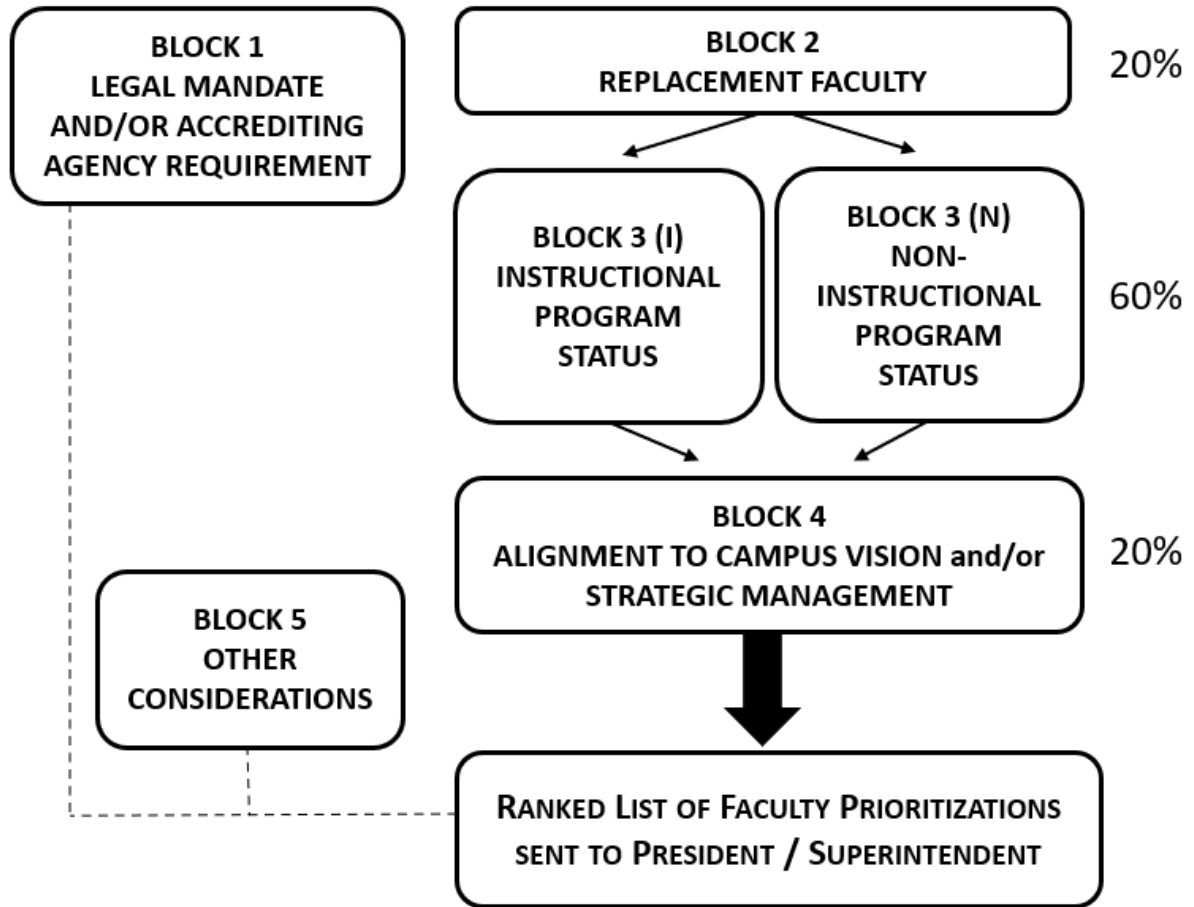 BLOCK 1
LEGAL MANDATE
AND/OR ACCREDITING
AGENCY REQUIREMENT
BLOCK 2
REPLACEMENT FACULTY
20%
BLOCK 3 (I)
INSTRUCTIONAL
PROGRAM
STATUS
BLOCK 3 (N)
NON-
INSTRUCTIONAL
PROGRAM
STATUS
60%
BLOCK 4
ALIGNMENT TO CAMPUS VISION and/or
STRATEGIC MANAGEMENT
20%
BLOCK 5
OTHER
CONSIDERATIONS
RANKED LIST OF FACULTY PRIORITIZATIONS
SENT TO PRESIDENT / SUPERINTENDENT